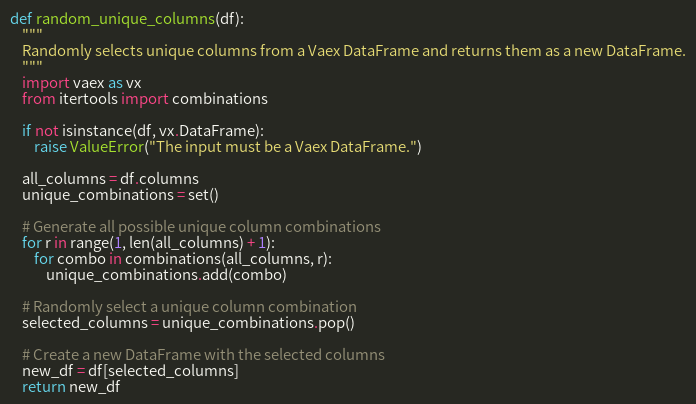 def random_unique_columns(df):
    """
    Randomly selects unique columns from a Vaex DataFrame and returns them as a new DataFrame.
    """
    import vaex as vx
    from itertools import combinations

    if not isinstance(df, vx.DataFrame):
        raise ValueError("The input must be a Vaex DataFrame.")

    all_columns = df.columns
    unique_combinations = set()

    # Generate all possible unique column combinations
    for r in range(1, len(all_columns) + 1):
        for combo in combinations(all_columns, r):
            unique_combinations.add(combo)

    # Randomly select a unique column combination
    selected_columns = unique_combinations.pop()

    # Create a new DataFrame with the selected columns
    new_df = df[selected_columns]
    return new_df